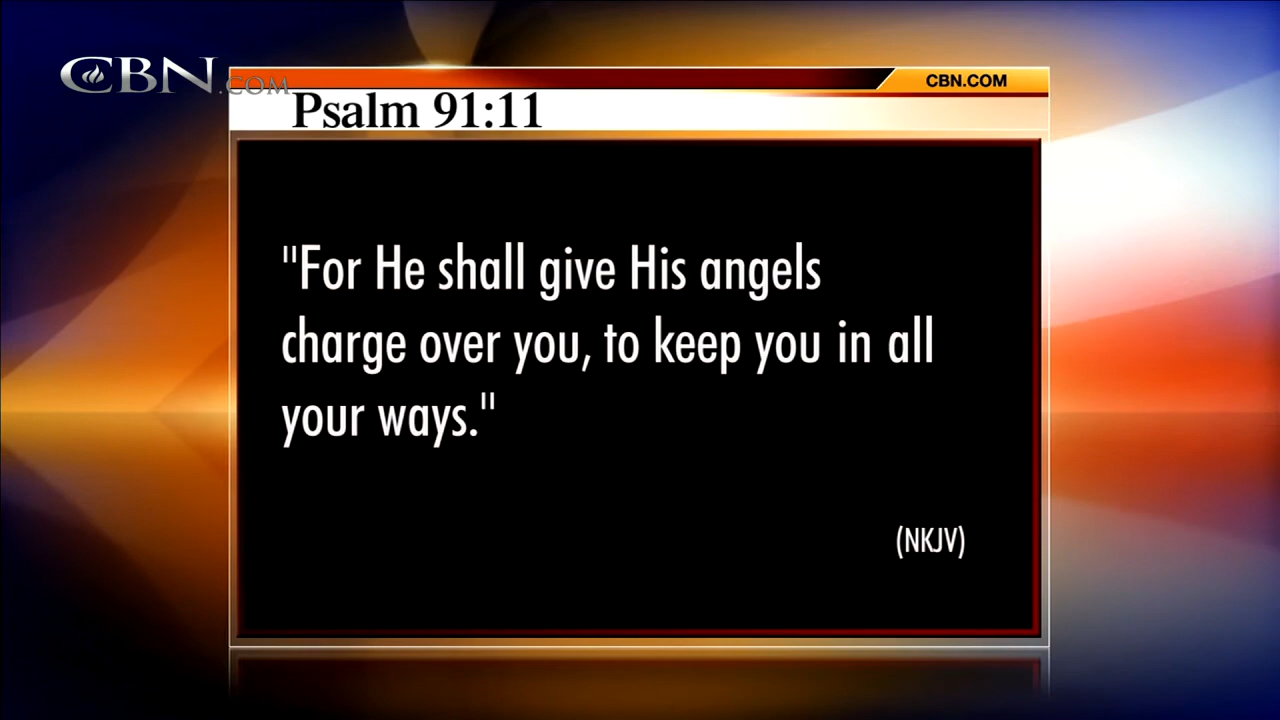 CBN.COM
CBN.COM
Psalm 91:11
"For He shall give His angels
charge over you, to keep you in all
your ways."
(NKJV)